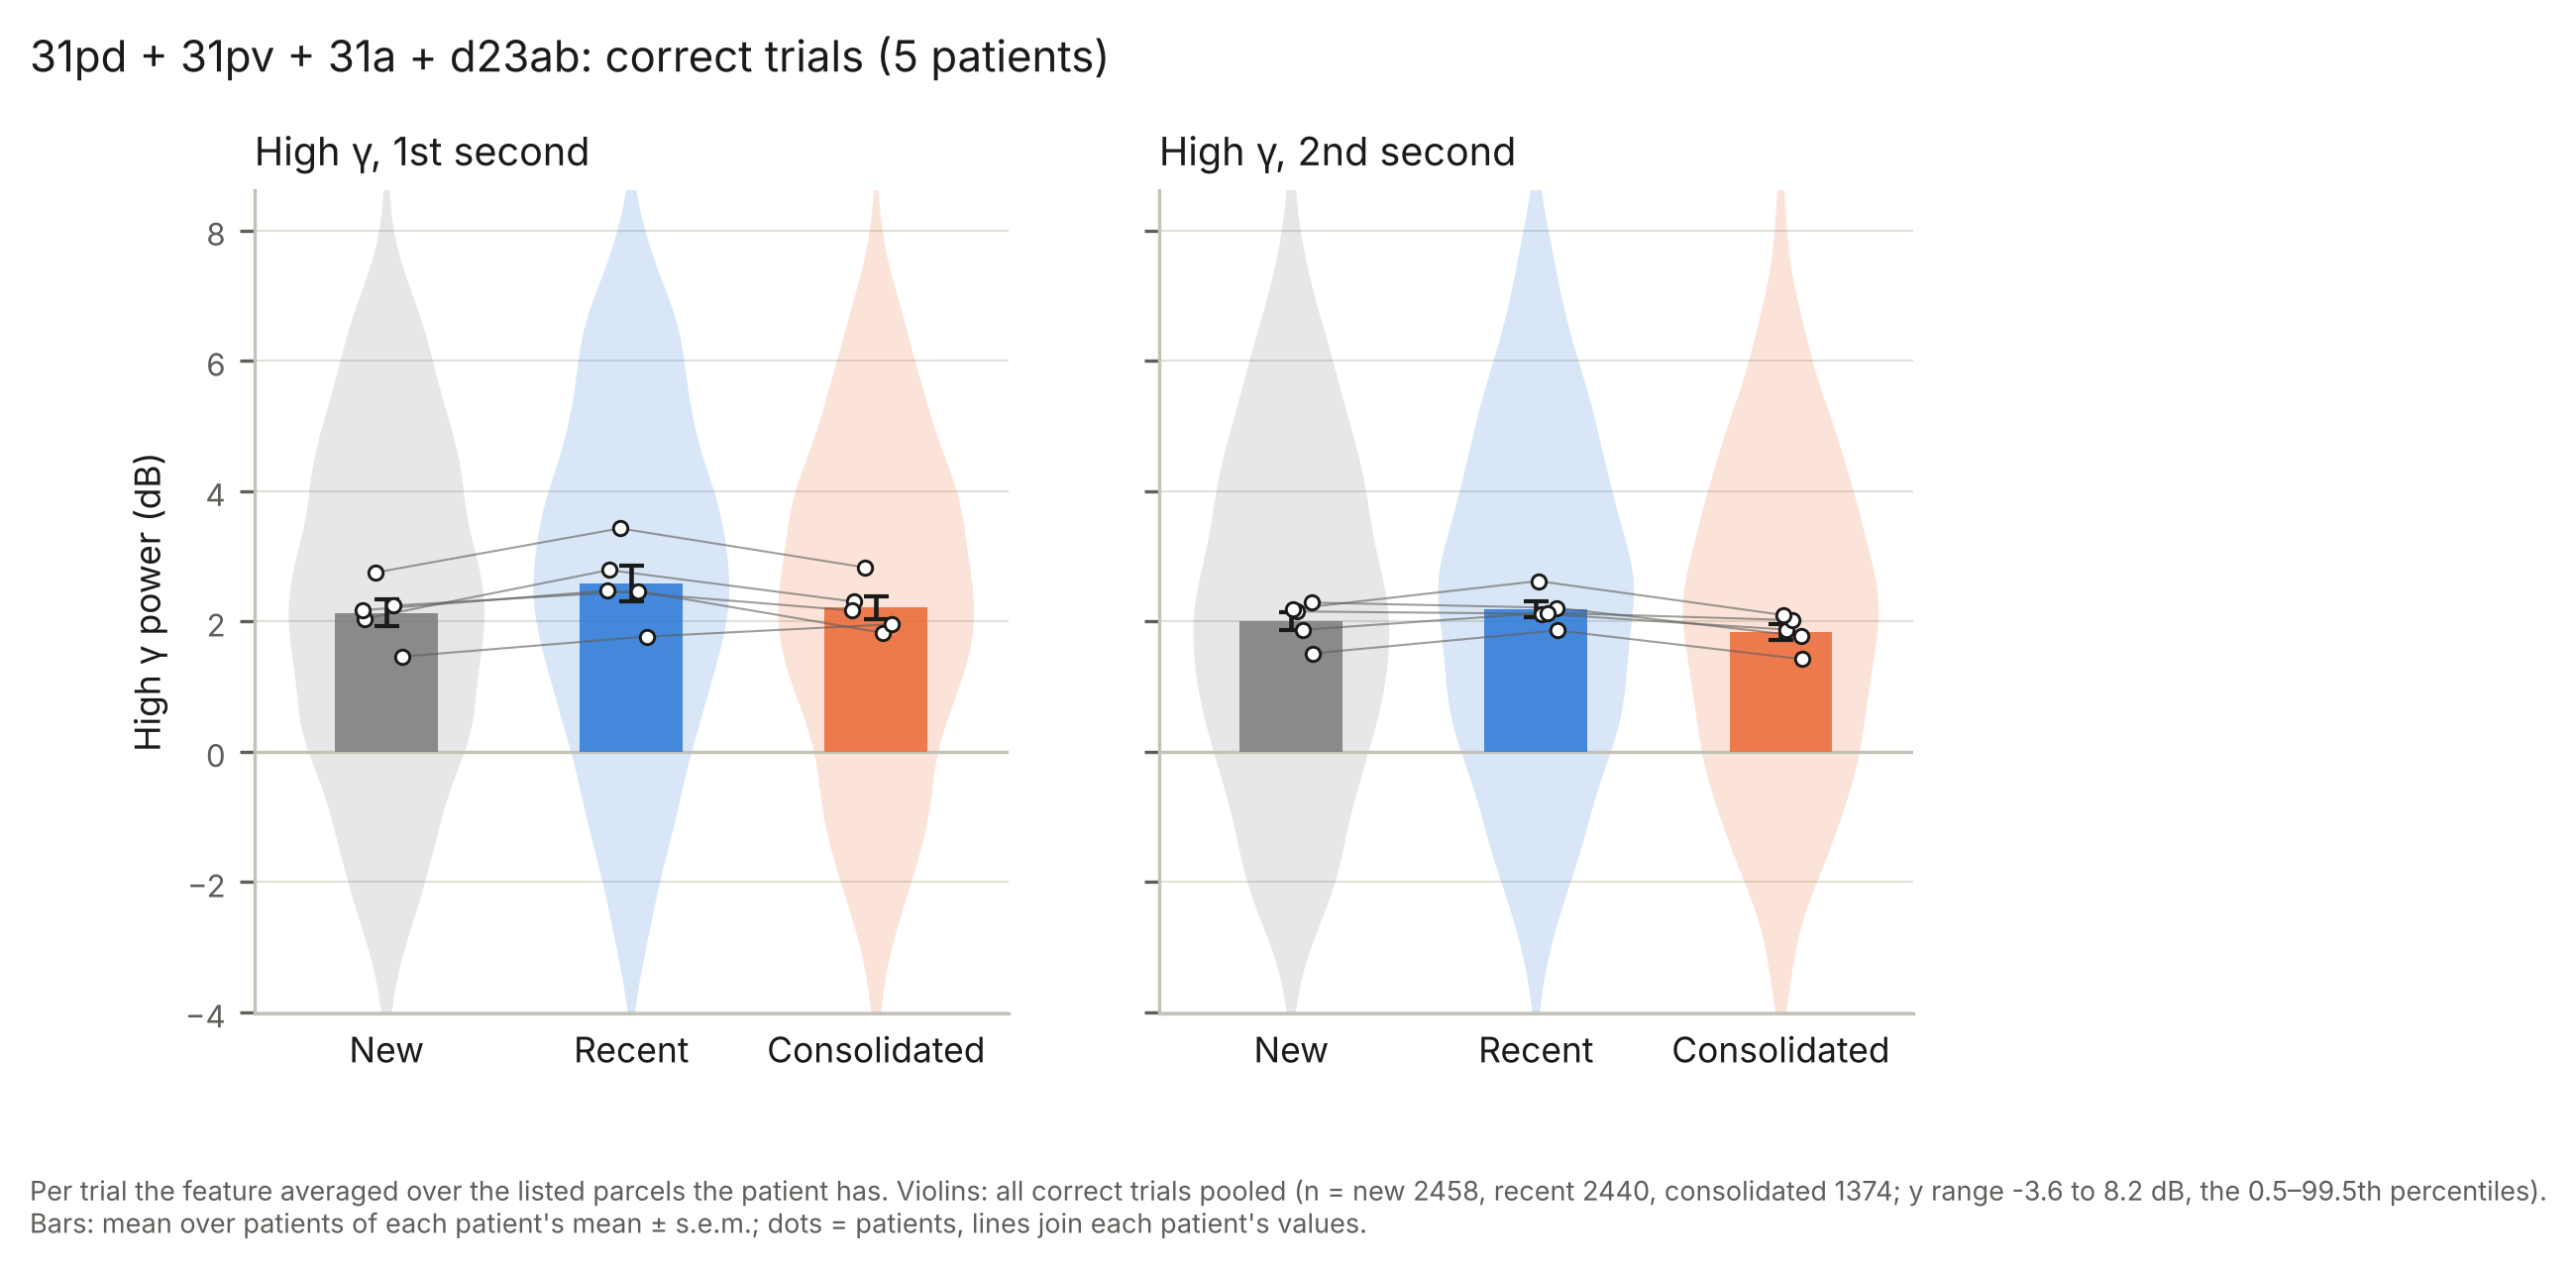 31pd + 31pv + 31a + d23ab: correct trials (5 patients)
High γ, 1st second
High γ, 2nd second
High γ power (dB)
8
6
4
2
0
−2
−4
New Recent Consolidated
New Recent Consolidated
Per trial the feature averaged over the listed parcels the patient has. Violins: all correct trials pooled (n = new 2458, recent 2440, consolidated 1374; y range -3.6 to 8.2 dB, the 0.5–99.5th percentiles).
Bars: mean over patients of each patient's mean ± s.e.m.; dots = patients, lines join each patient's values.